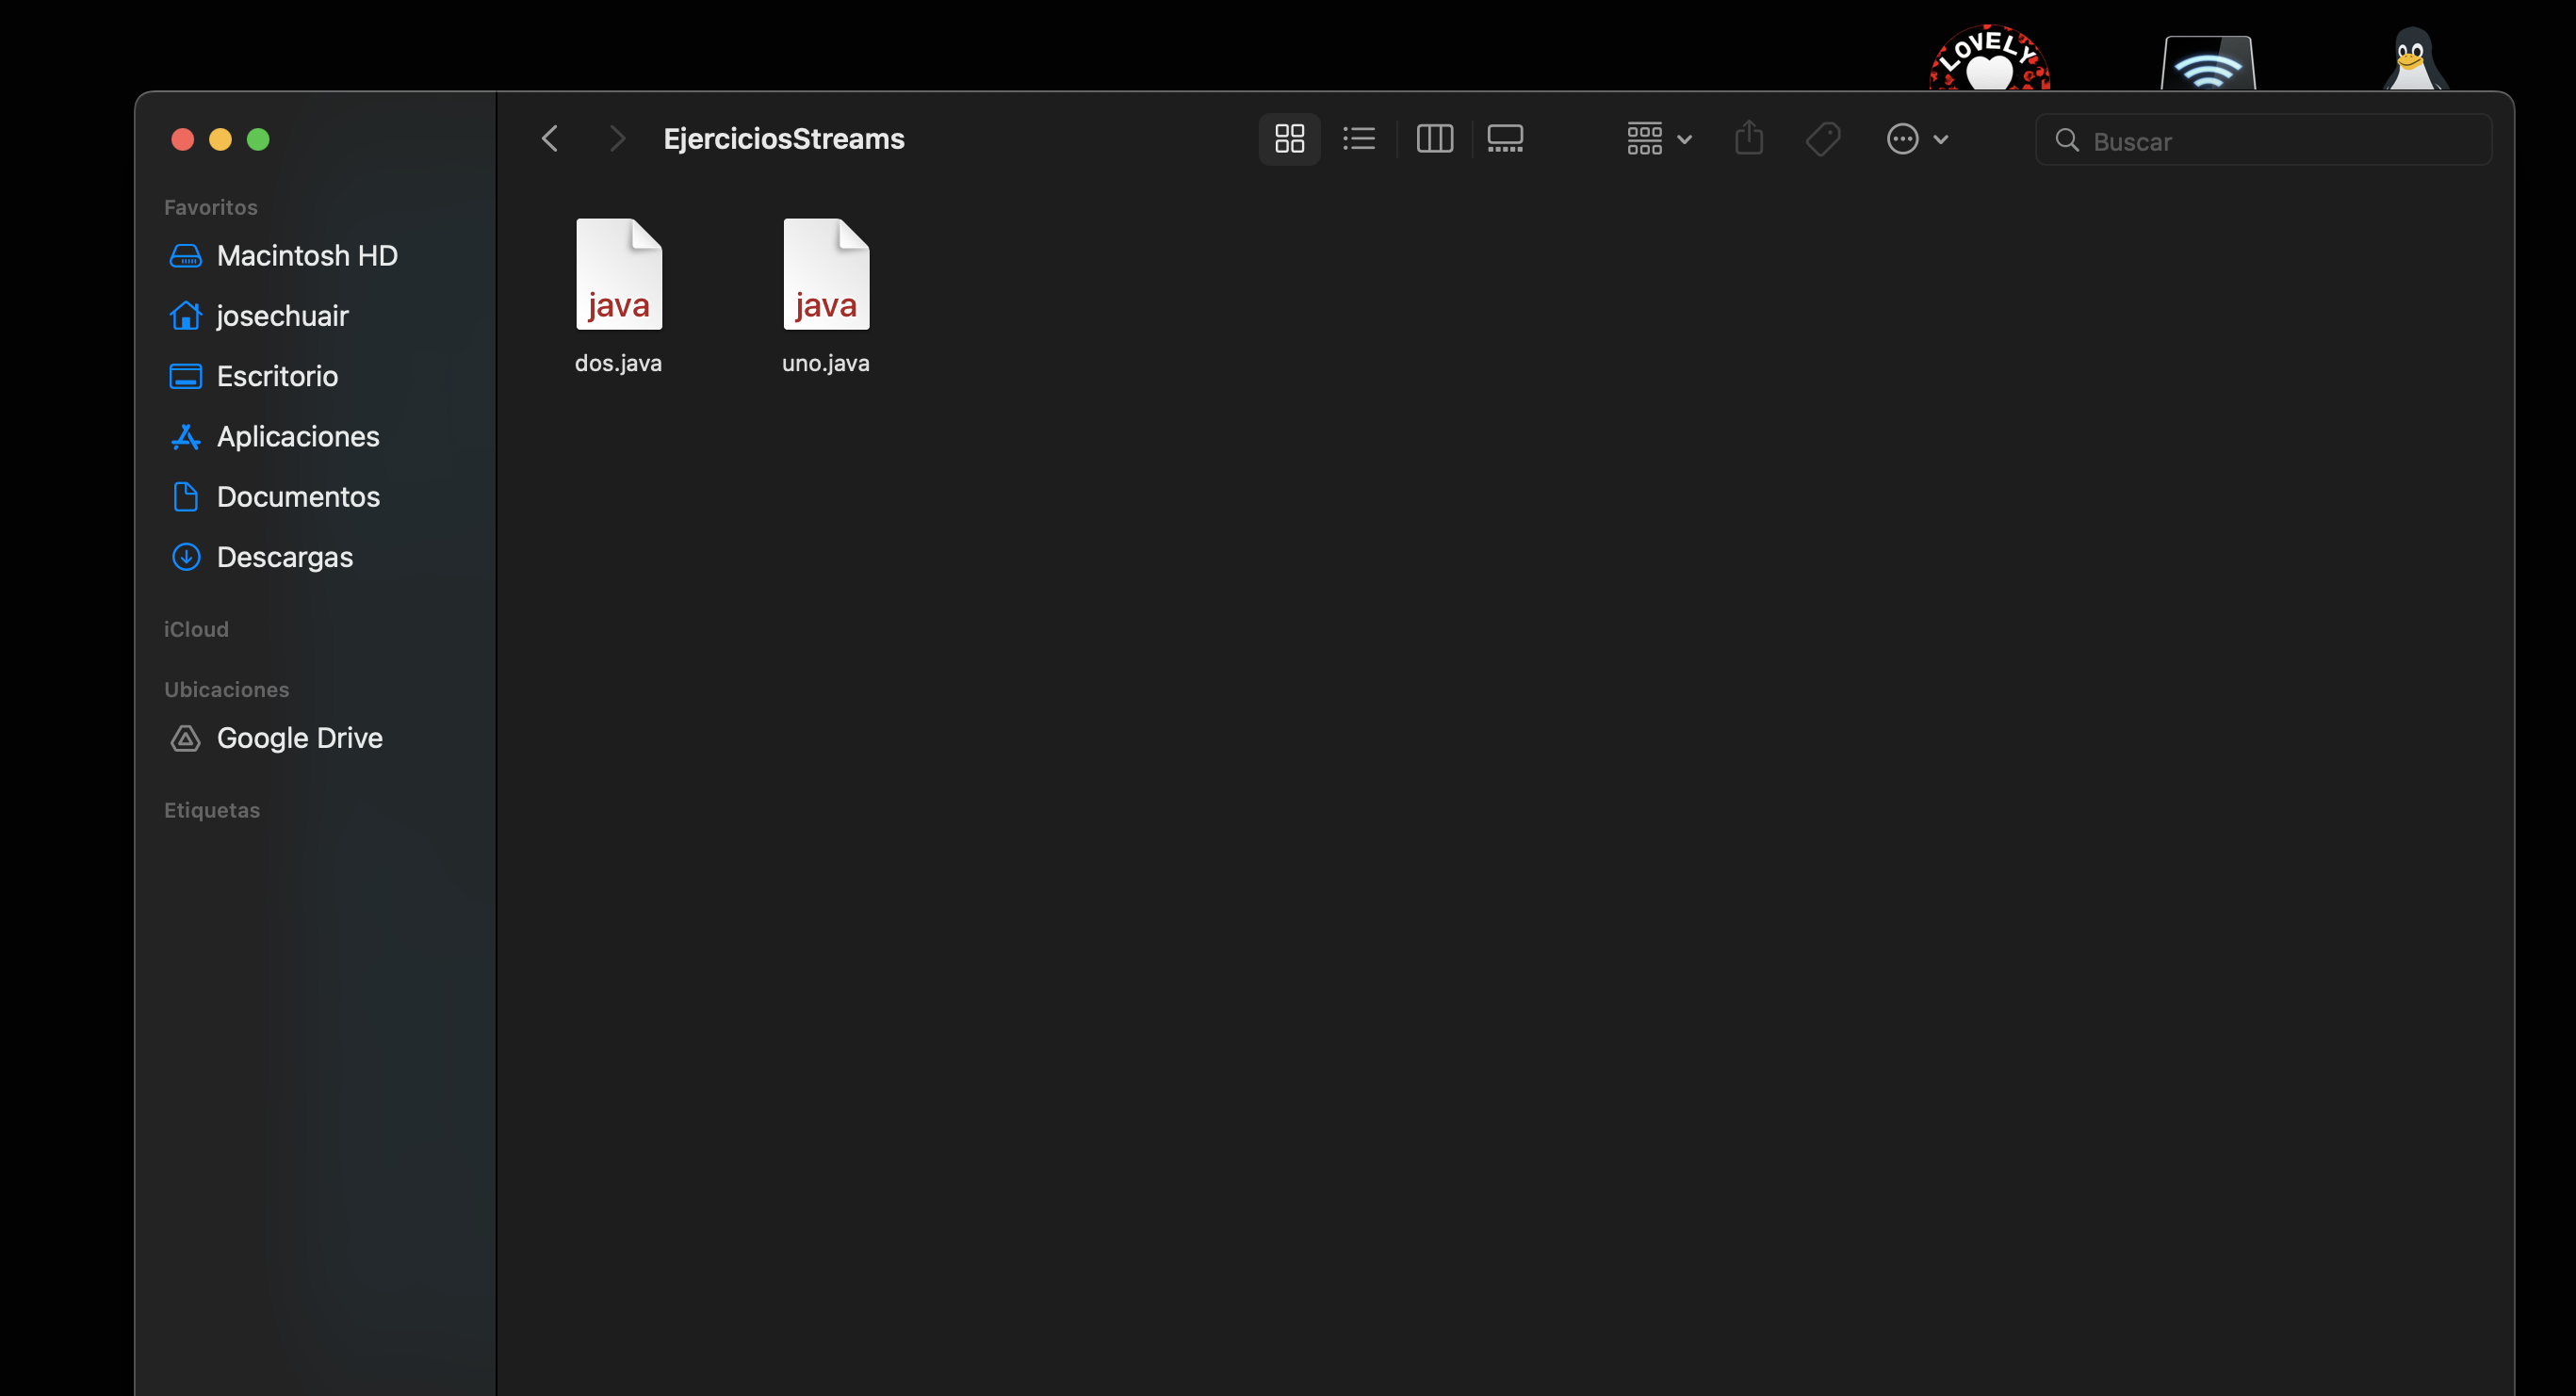 LOVELY
EjerciciosStreams
Buscar
Favoritos
Macintosh HD
josechuair
Escritorio
Aplicaciones
Documentos
Descargas
iCloud
Ubicaciones
Google Drive
Etiquetas
java
java
dos.java
uno.java